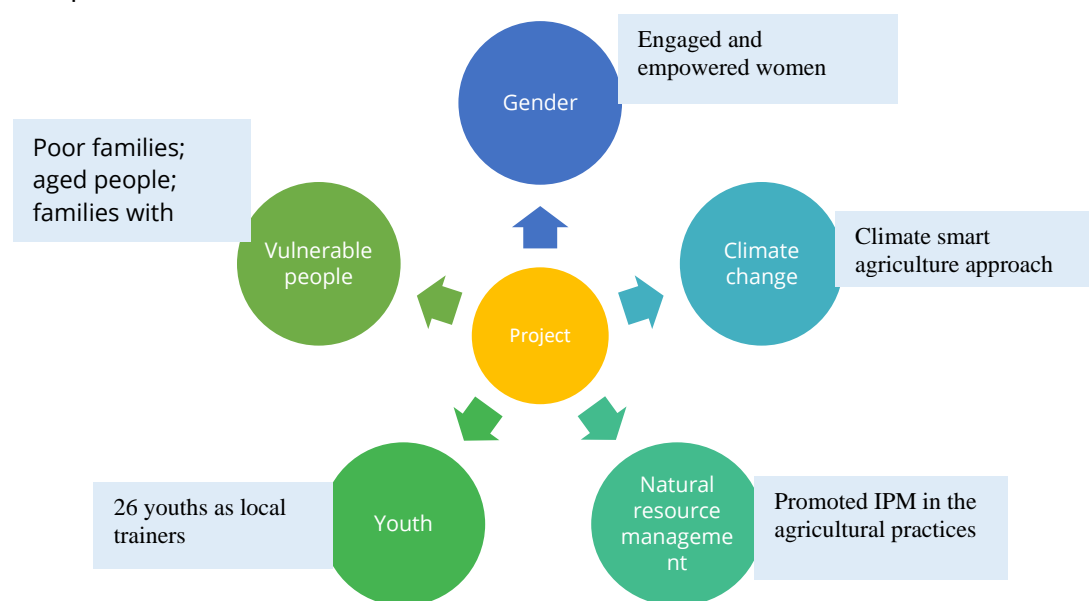 Engaged and
empowered women
Gender
Poor families;
aged people;
families with
Vulnerable
people
Climate
change
Climate smart
agriculture approach
Project
26 youths as local
trainers
Youth
Natural
resource
manageme
nt
Promoted IPM in the
agricultural practices